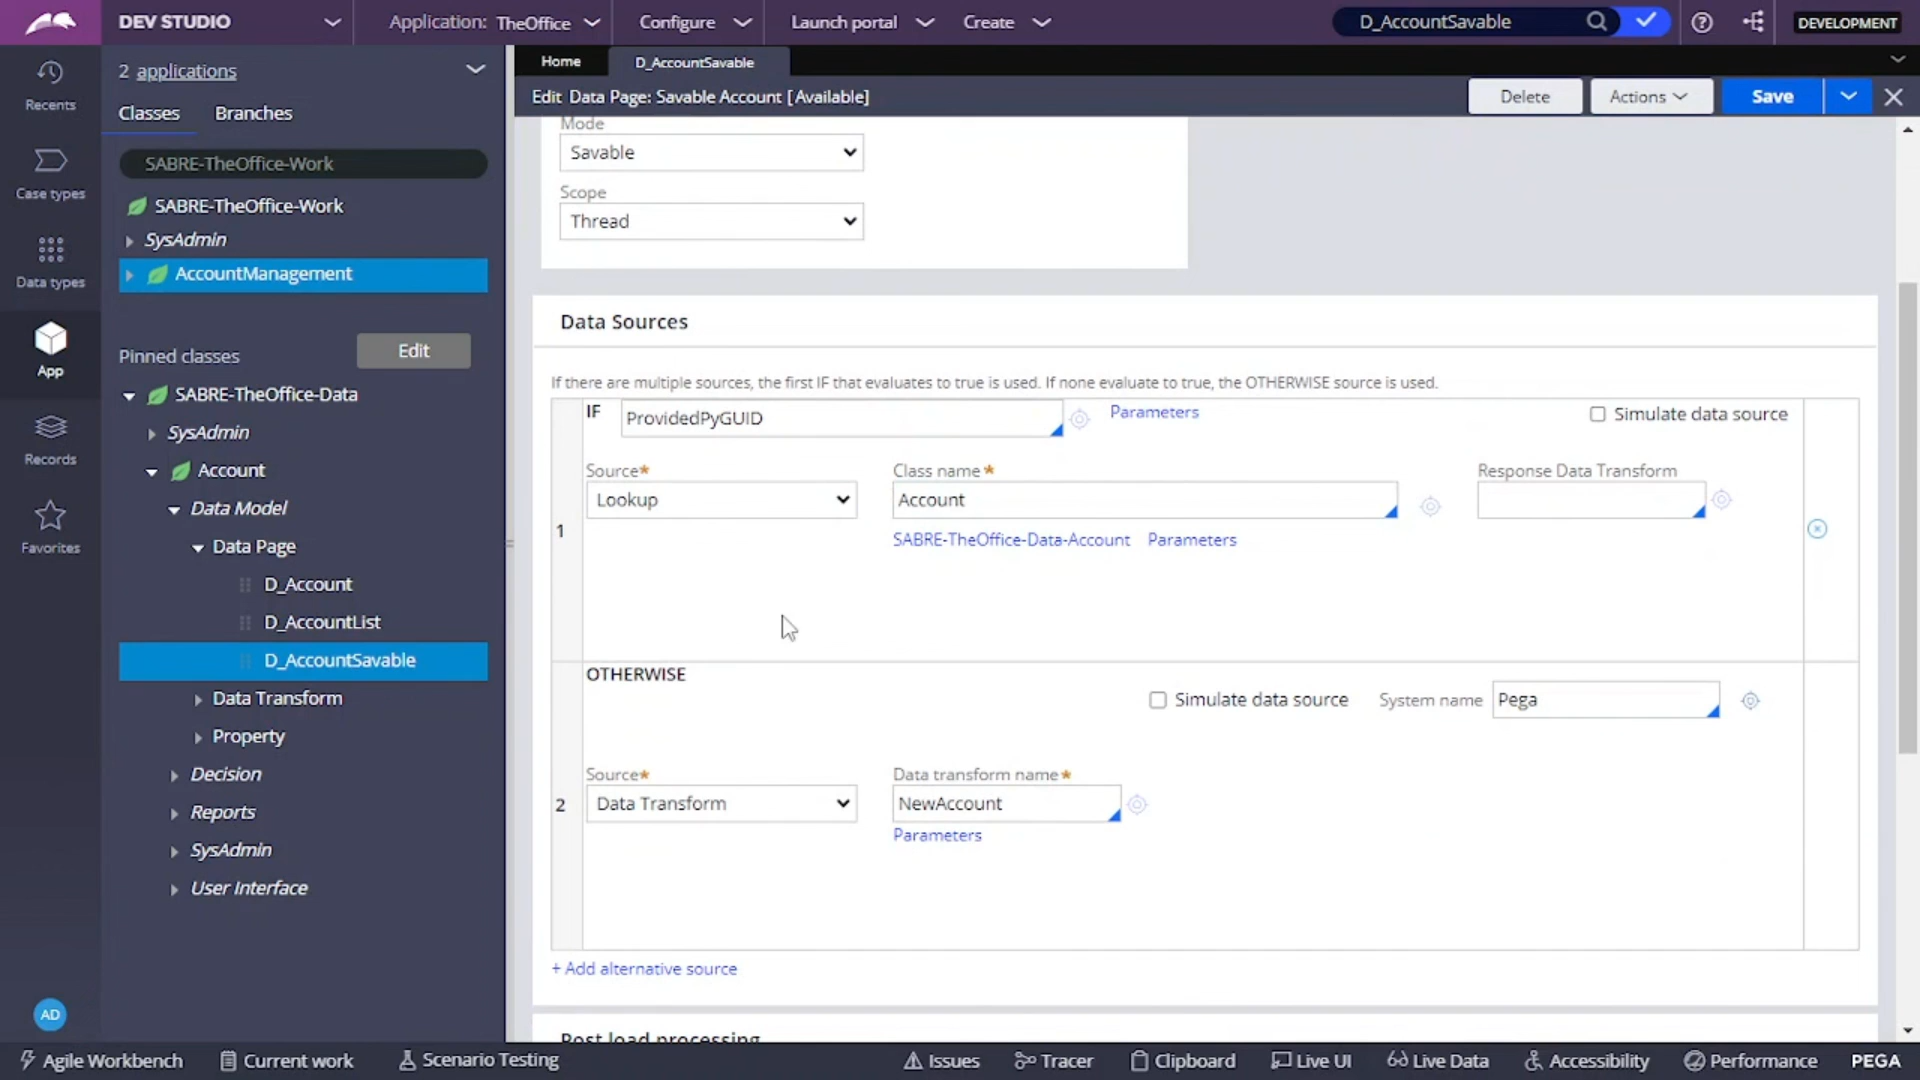 DEV STUDIO
Application: TheOffice
Configure
Launch portal
Create
D_AccountSavable
DEVELOPMENT
Recents
Case types
Data types
App
Records
Favorites
AD
2 applications
Classes
Branches
SABRE-TheOffice-Work
SABRE-TheOffice-Work
SysAdmin
AccountManagement
Pinned classes
Edit
SABRE-TheOffice-Data
SysAdmin
Account
Data Model
Data Page
D_Account
D_AccountList
D_AccountSavable
Data Transform
Property
Decision
Reports
SysAdmin
User Interface
Home
D_AccountSavable
Edit Data Page: Savable Account [Available]
Delete
Actions
Save
Mode
Savable
Scope
Thread
Data Sources
If there are multiple sources, the first IF that evaluates to true is used. If none evaluate to true, the OTHERWISE source is used.
1
IF
ProvidedPyGUID
Parameters
Simulate data source
Source*
Class name *
Response Data Transform
Lookup
Account
SABRE-TheOffice-Data-Account
Parameters
2
OTHERWISE
Simulate data source
System name
Pega
Source*
Data transform name*
Data Transform
NewAccount
Parameters
+ Add alternative source
Post load processing
Agile Workbench
Current work
Scenario Testing
Issues
Tracer
Clipboard
Live UI
Live Data
Accessibility
Performance
PEGA